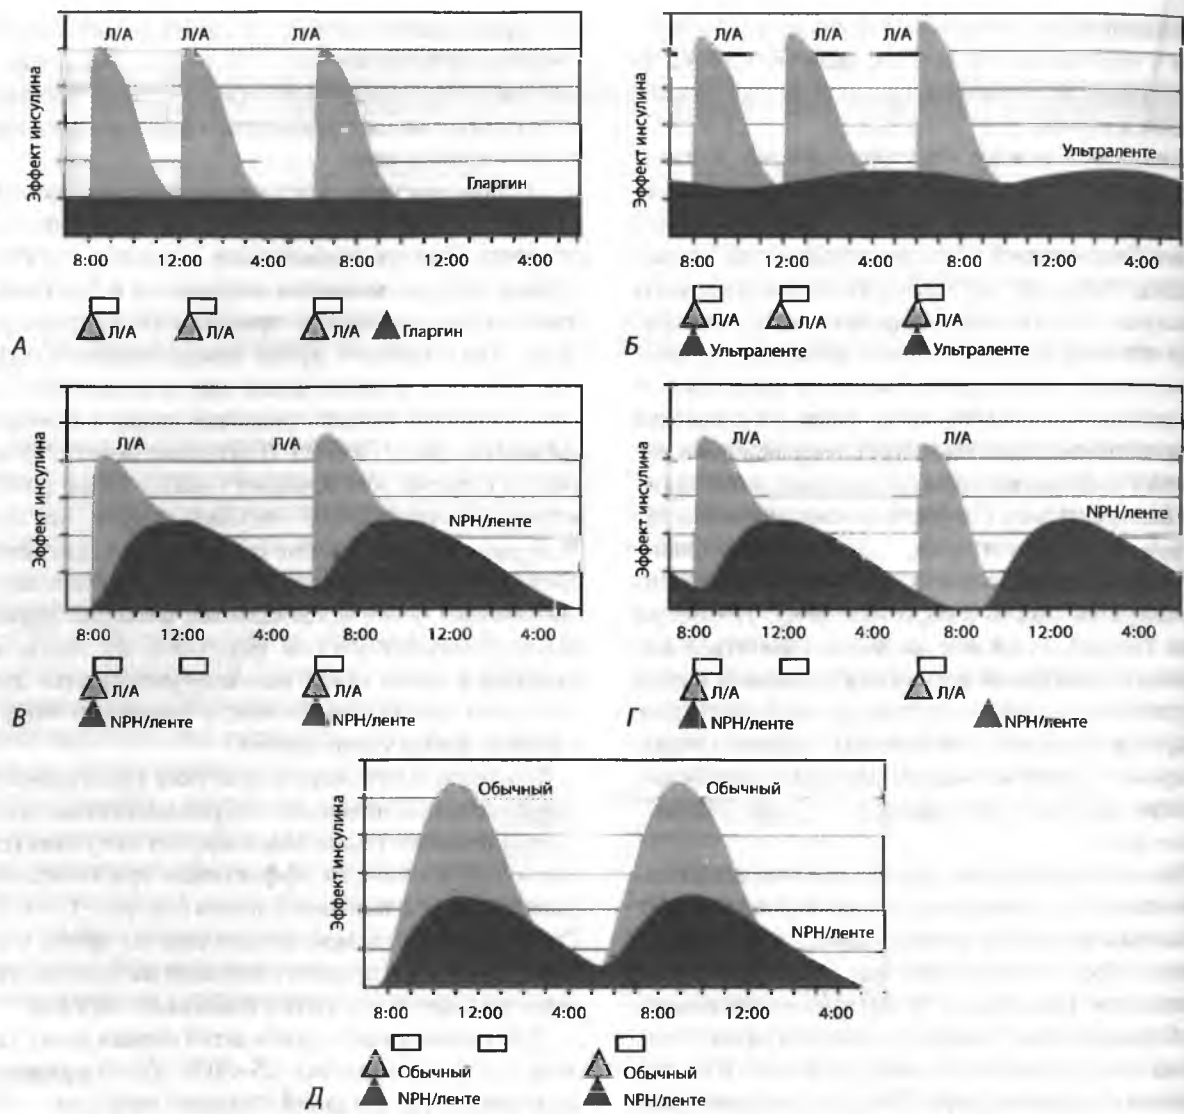 Л/А Л/А Л/А
Эффект инсулина
Гларгин
8:00 12:00 4:00 8:00 12:00 4:00
Л/А Л/А Л/А Гларгин
А
Л/А Л/А Л/А
Эффект инсулина
Ультраленте
8:00 12:00 4:00 8:00 12:00 4:00
Л/А Л/А Л/А
Ультраленте Ультраленте
Б
Л/А Л/А
Эффект инсулина
NPH/ленте
8:00 12:00 4:00 8:00 12:00 4:00
Л/А Л/А
NPH/ленте NPH/ленте
В
Л/А Л/А
Эффект инсулина
NPH/ленте
8:00 12:00 4:00 8:00 12:00 4:00
Л/А Л/А
NPH/ленте NPH/ленте
Г
Обычный Обычный
Эффект инсулина
NPH/ленте
8:00 12:00 4:00 8:00 12:00 4:00
Обычный Обычный
NPH/ленте NPH/ленте
Д